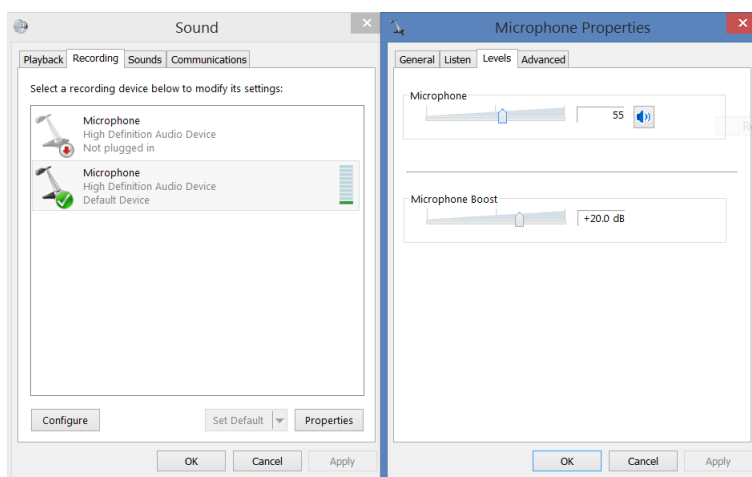 Sound
Playback Recording Sounds Communications
Select a recording device below to modify its settings:
Microphone
High Definition Audio Device
Not plugged in
Microphone
High Definition Audio Device
Default Device
Configure Set Default Properties
OK Cancel Apply
Microphone Properties
General Listen Levels Advanced
Microphone
55
Microphone Boost
+20.0 dB
OK Cancel Apply